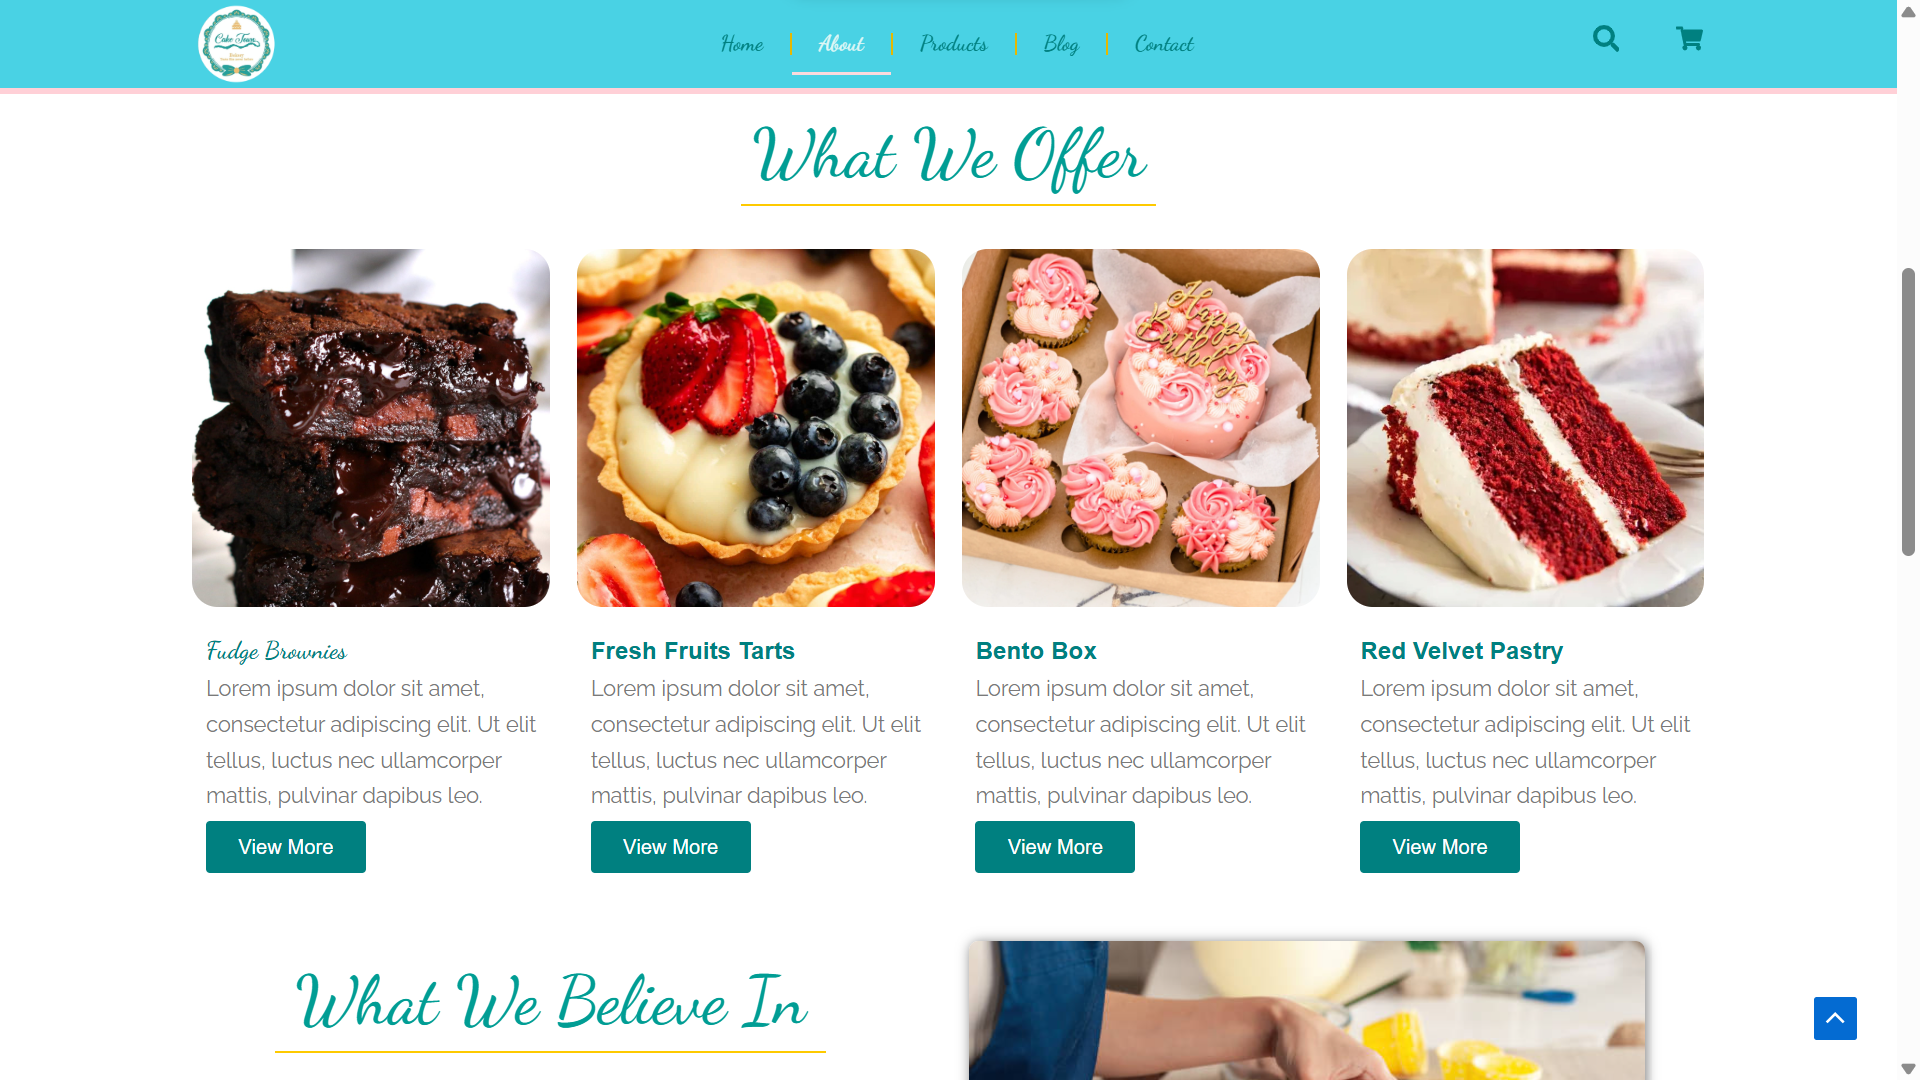 Cake Town
Home
About
Products
Blog
Contact
What We Offer
Happy
Birthday
Fudge Brownies
Lorem ipsum dolor sit amet,
consectetur adipiscing elit. Ut elit
tellus, luctus nec ullamcorper
mattis, pulvinar dapibus leo.
View More
Fresh Fruits Tarts
Lorem ipsum dolor sit amet,
consectetur adipiscing elit. Ut elit
tellus, luctus nec ullamcorper
mattis, pulvinar dapibus leo.
View More
Bento Box
Lorem ipsum dolor sit amet,
consectetur adipiscing elit. Ut elit
tellus, luctus nec ullamcorper
mattis, pulvinar dapibus leo.
View More
Red Velvet Pastry
Lorem ipsum dolor sit amet,
consectetur adipiscing elit. Ut elit
tellus, luctus nec ullamcorper
mattis, pulvinar dapibus leo.
View More
What We Believe In